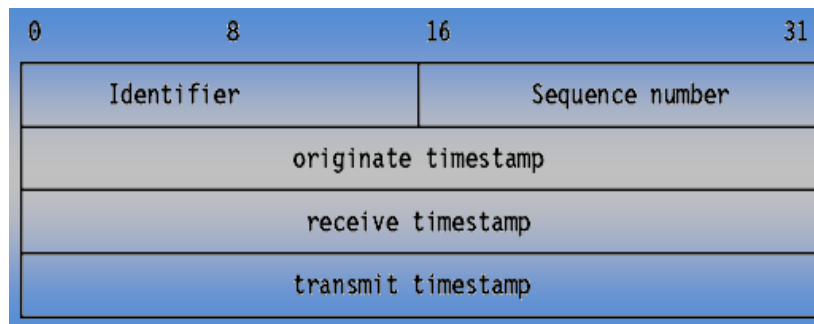 0 8 16 31
Identifier Sequence number
originate timestamp
receive timestamp
transmit timestamp